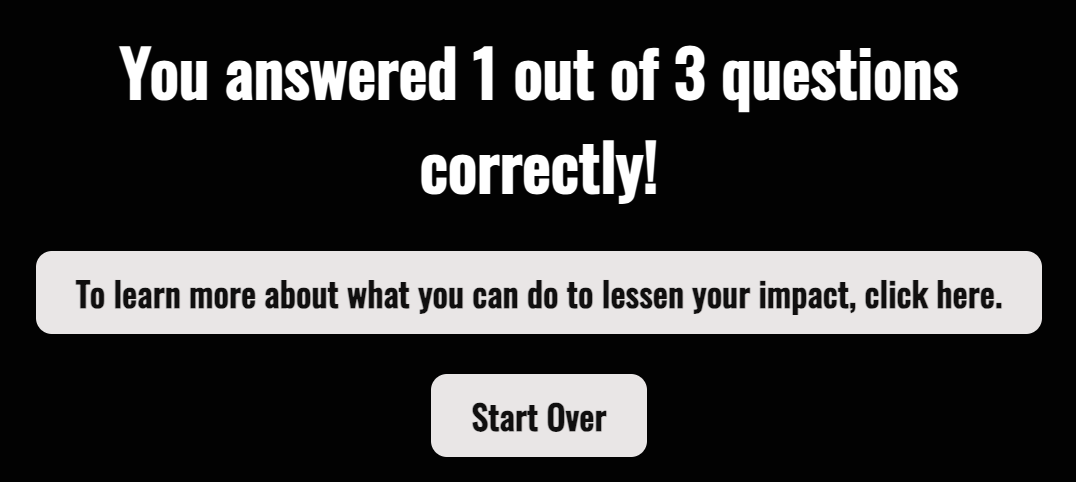 You answered 1 out of 3 questions
correctly!
To learn more about what you can do to lessen your impact, click here.
Start Over